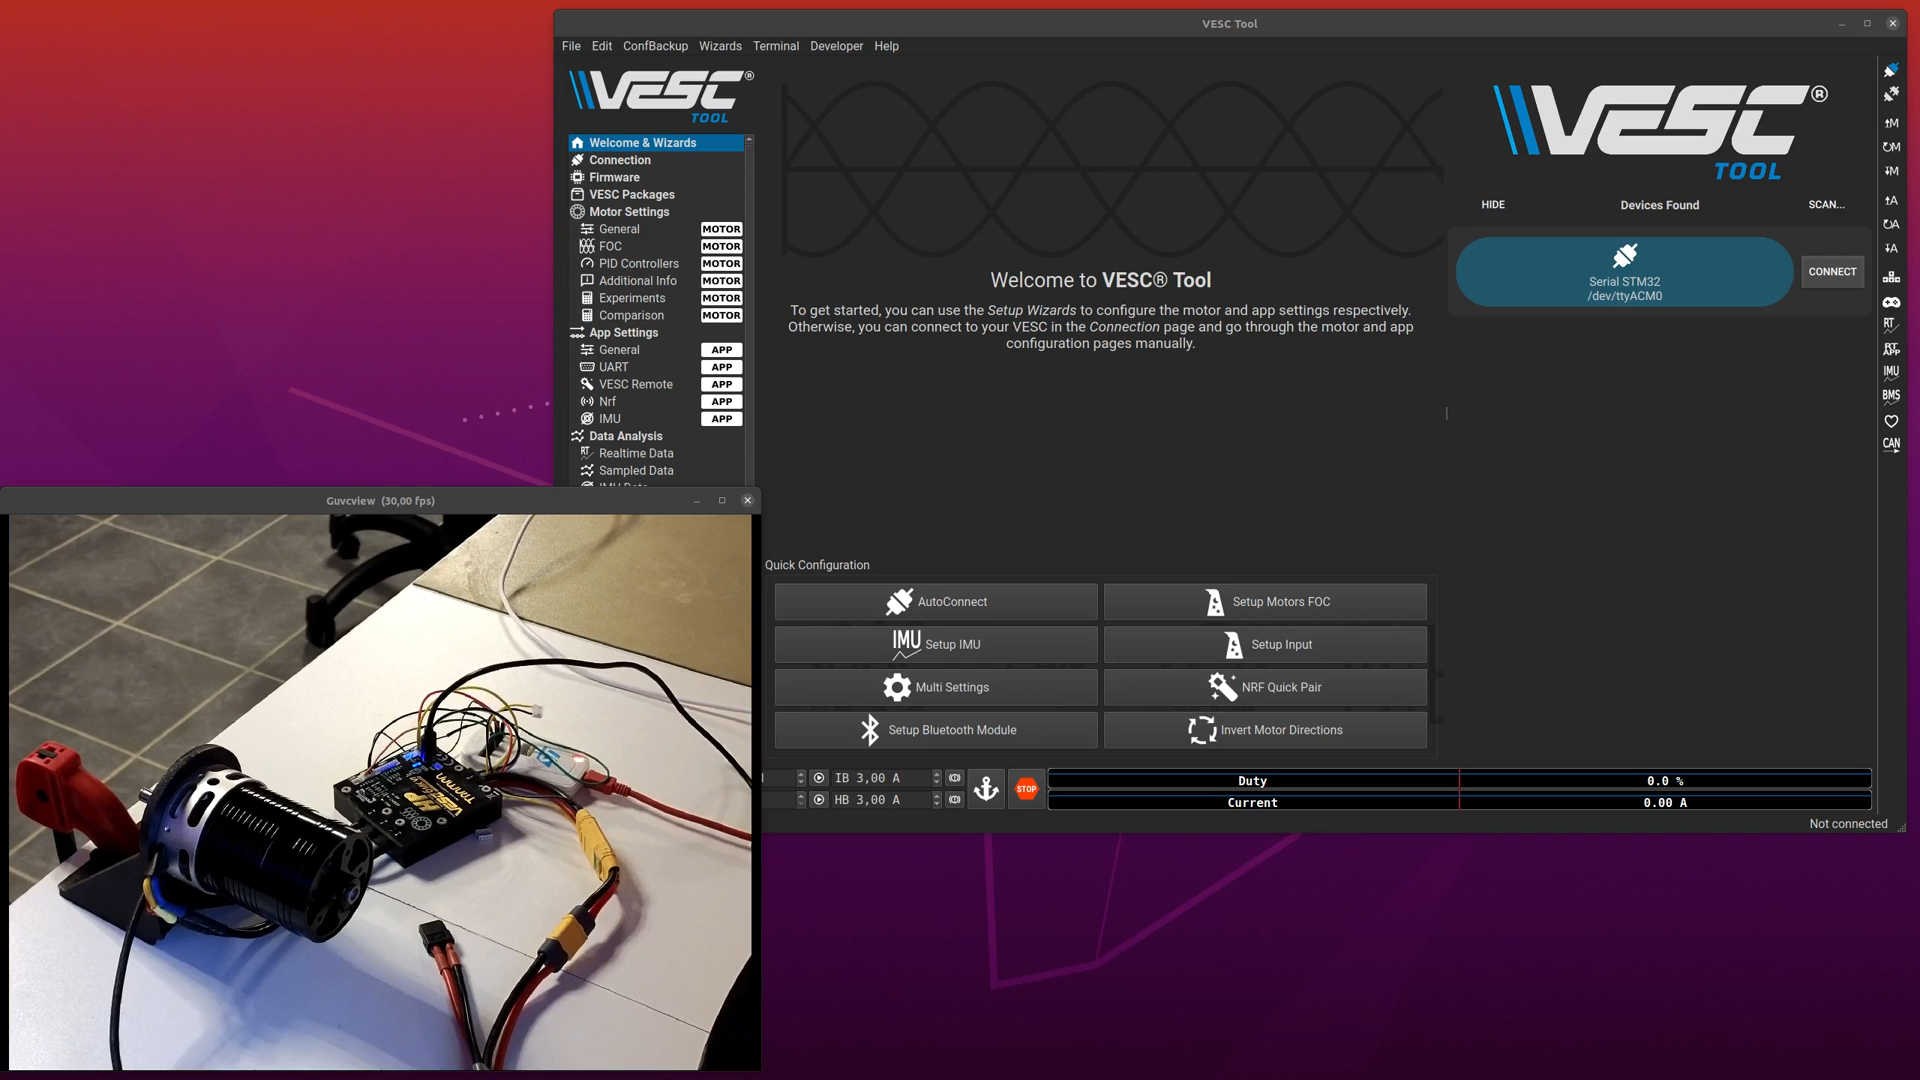 VESC Tool
File Edit ConfBackup Wizards Terminal Developer Help
VESC®
TOOL
Welcome & Wizards
Connection
Firmware
VESC Packages
Motor Settings
General MOTOR
FOC MOTOR
PID Controllers MOTOR
Additional Info MOTOR
Experiments MOTOR
Comparison MOTOR
App Settings
General APP
UART APP
VESC Remote APP
Nrf APP
IMU APP
Data Analysis
RT Realtime Data
Sampled Data
Welcome to VESC® Tool
To get started, you can use the Setup Wizards to configure the motor and app settings respectively.
Otherwise, you can connect to your VESC in the Connection page and go through the motor and app
configuration pages manually.
VESC®
TOOL
HIDE Devices Found SCAN...
Serial STM32
/dev/ttyACM0
CONNECT
M
M
M
A
A
A
RT
RT
APP
IMU
BMS
CAN
Quick Configuration
AutoConnect Setup Motors FOC
IMU Setup IMU Setup Input
Multi Settings NRF Quick Pair
Setup Bluetooth Module Invert Motor Directions
IB 3,00 A
HB 3,00 A
STOP
Duty 0.0 %
Current 0.00 A
Not connected
Guvcview (30,00 fps)
VESC
HP